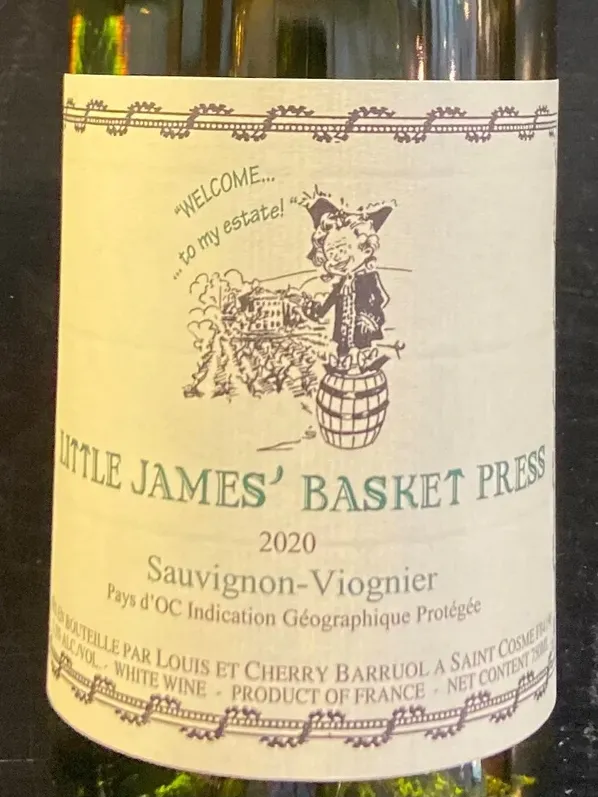 "WELCOME...
... to my estate!"
LITTLE JAMES' BASKET PRESS
2020
Sauvignon-Viognier
Pays d'OC Indication Géographique Protégée
EN BOUTEILLE PAR LOUIS ET CHERRY BARRUOL A SAINT COSME
ALC/VOL. - WHITE WINE - PRODUCT OF FRANCE - NET CONTENT